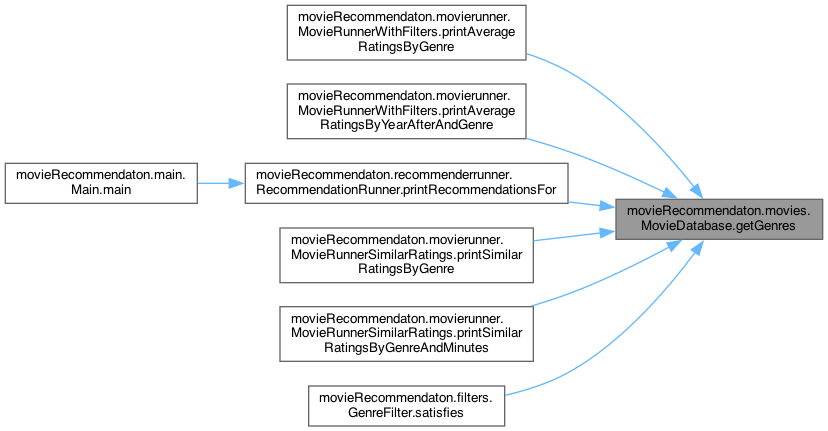 movieRecommendaton.movierunner.
MovieRunnerWithFilters.printAverage
RatingsByGenre
movieRecommendaton.movierunner.
MovieRunnerWithFilters.printAverage
RatingsByYearAfterAndGenre
movieRecommendaton.main.
Main.main
movieRecommendaton.recommenderrunner.
RecommendationRunner.printRecommendationsFor
movieRecommendaton.movies.
MovieDatabase.getGenres
movieRecommendaton.movierunner.
MovieRunnerSimilarRatings.printSimilar
RatingsByGenre
movieRecommendaton.movierunner.
MovieRunnerSimilarRatings.printSimilar
RatingsByGenreAndMinutes
movieRecommendaton.filters.
GenreFilter.satisfies